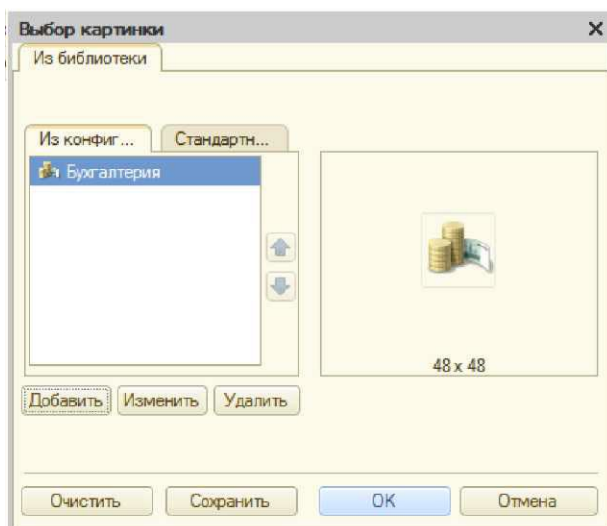 Выбор картинки
Из библиотеки
Из конфиг... Стандартн...
Бухгалтерия
48 x 48
Добавить Изменить Удалить
Очистить Сохранить OK Отмена